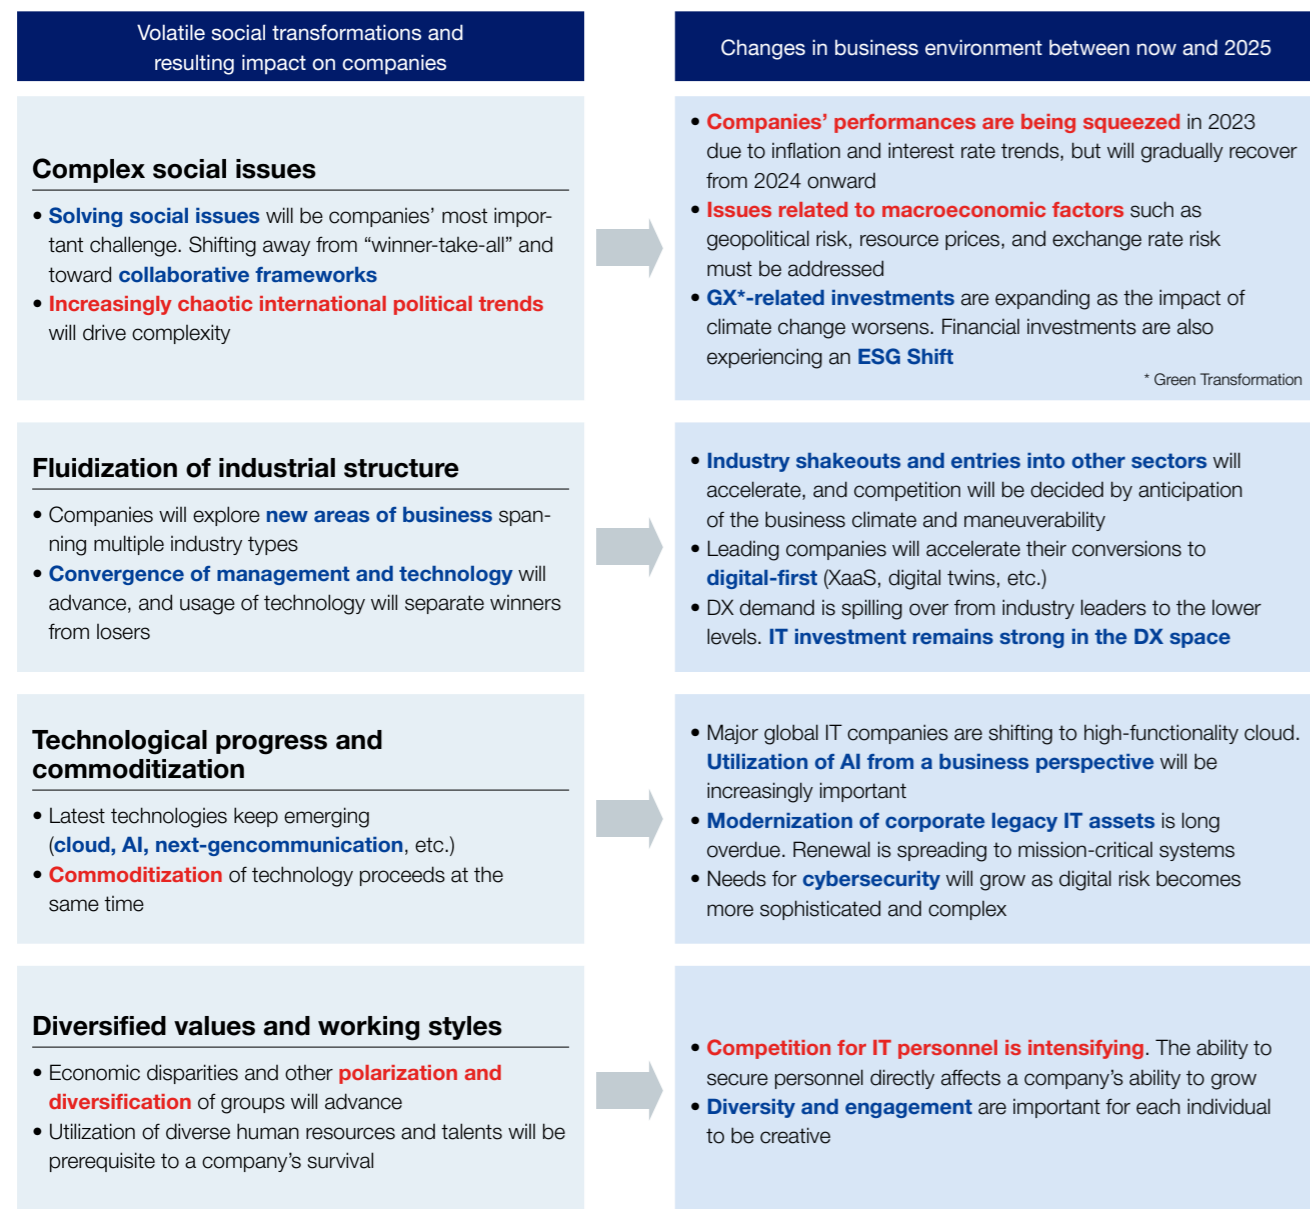 Volatile social transformations and
resulting impact on companies
Changes in business environment between now and 2025
Complex social issues
• Solving social issues will be companies’ most impor-
tant challenge. Shifting away from “winner-take-all” and
toward collaborative frameworks
• Increasingly chaotic international political trends
will drive complexity
• Companies’ performances are being squeezed in 2023
due to inflation and interest rate trends, but will gradually recover
from 2024 onward
• Issues related to macroeconomic factors such as
geopolitical risk, resource prices, and exchange rate risk
must be addressed
• GX*-related investments are expanding as the impact of
climate change worsens. Financial investments are also
experiencing an ESG Shift
* Green Transformation
Fluidization of industrial structure
• Companies will explore new areas of business span-
ning multiple industry types
• Convergence of management and technology will
advance, and usage of technology will separate winners
from losers
• Industry shakeouts and entries into other sectors will
accelerate, and competition will be decided by anticipation
of the business climate and maneuverability
• Leading companies will accelerate their conversions to
digital-first (XaaS, digital twins, etc.)
• DX demand is spilling over from industry leaders to the lower
levels. IT investment remains strong in the DX space
Technological progress and
commoditization
• Latest technologies keep emerging
(cloud, AI, next-gencommunication, etc.)
• Commoditization of technology proceeds at the
same time
• Major global IT companies are shifting to high-functionality cloud.
Utilization of AI from a business perspective will be
increasingly important
• Modernization of corporate legacy IT assets is long
overdue. Renewal is spreading to mission-critical systems
• Needs for cybersecurity will grow as digital risk becomes
more sophisticated and complex
Diversified values and working styles
• Economic disparities and other polarization and
diversification of groups will advance
• Utilization of diverse human resources and talents will be
prerequisite to a company’s survival
• Competition for IT personnel is intensifying. The ability to
secure personnel directly affects a company’s ability to grow
• Diversity and engagement are important for each individual
to be creative